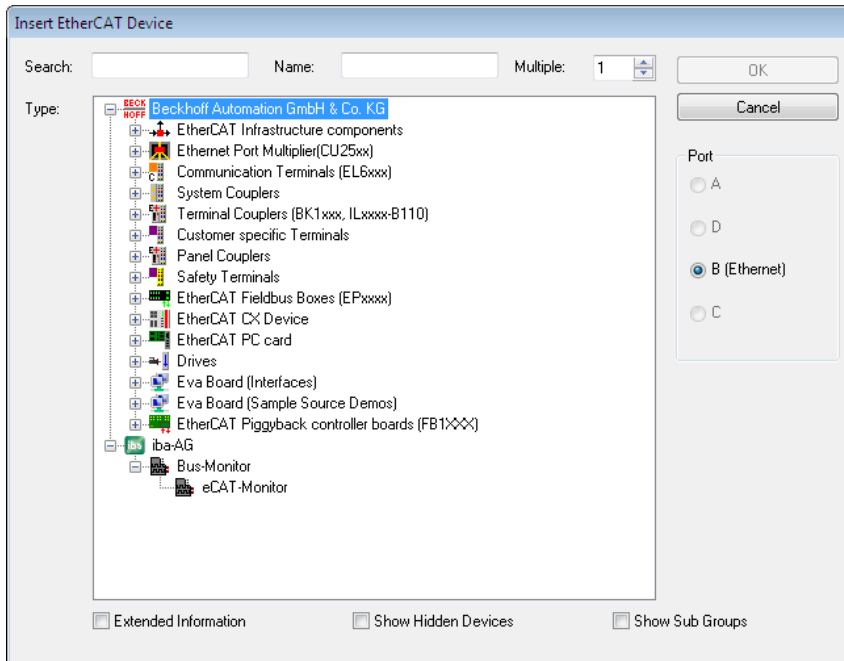 Insert EtherCAT Device
Search: Name: Multiple: 1 OK
Type: Cancel
BECK
HOFF
Beckhoff Automation GmbH & Co. KG
EtherCAT Infrastructure components
Ethernet Port Multiplier(CU25xx)
Communication Terminals (EL6xxx)
System Couplers
Terminal Couplers (BK1xxx, ILxxxx-B110)
Customer specific Terminals
Panel Couplers
Safety Terminals
EtherCAT Fieldbus Boxes (EPxxxx)
EtherCAT CX Device
EtherCAT PC card
Drives
Eva Board (Interfaces)
Eva Board (Sample Source Demos)
EtherCAT Piggyback controller boards (FB1XXX)
iba iba-AG
Bus-Monitor
eCAT-Monitor
Port
A
D
B (Ethernet)
C
Extended Information Show Hidden Devices Show Sub Groups